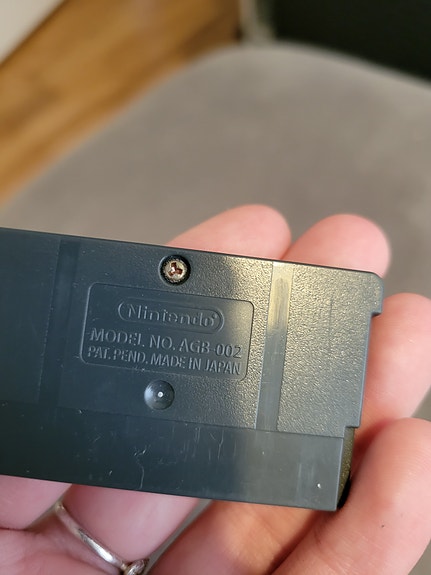 Nintendo
MODEL NO. AGB-002
PAT. PEND. MADE IN JAPAN